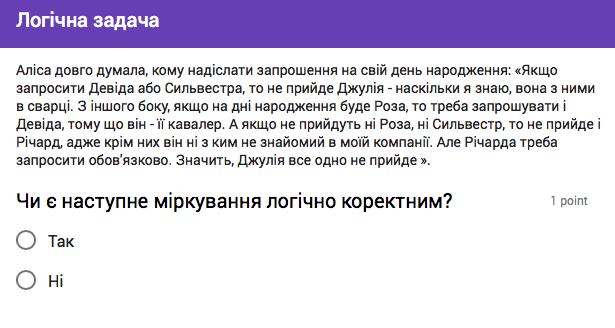 Логічна задача
Аліса довго думала, кому надіслати запрошення на свій день народження: «Якщо
запросити Девіда або Сильвестра, то не прийде Джулія - наскільки я знаю, вона з ними
в сварці. З іншого боку, якщо на дні народження буде Роза, то треба запрошувати і
Девіда, тому що він - її кавалер. А якщо не прийдуть ні Роза, ні Сильвестр, то не прийде і
Річард, адже крім них він ні з ким не знайомий в моїй компанії. Але Річарда треба
запросити обов'язково. Значить, Джулія все одно не прийде ».
Чи є наступне міркування логічно коректним?
1 point
Так
Ні